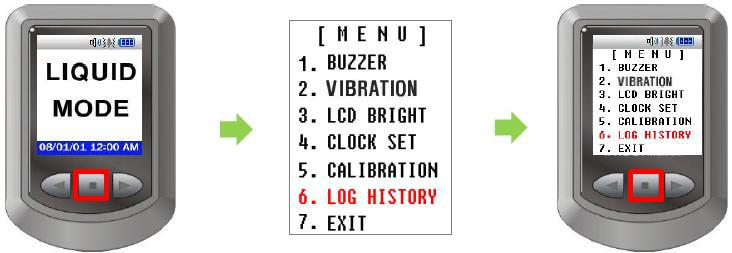 LIQUID
MODE
08/01/01 12:00 AM
[ M E N U ]
1. BUZZER
2. VIBRATION
3. LCD BRIGHT
4. CLOCK SET
5. CALIBRATION
6. LOG HISTORY
7. EXIT
[ M E N U ]
1. BUZZER
2. VIBRATION
3. LCD BRIGHT
4. CLOCK SET
5. CALIBRATION
6. LOG HISTORY
7. EXIT